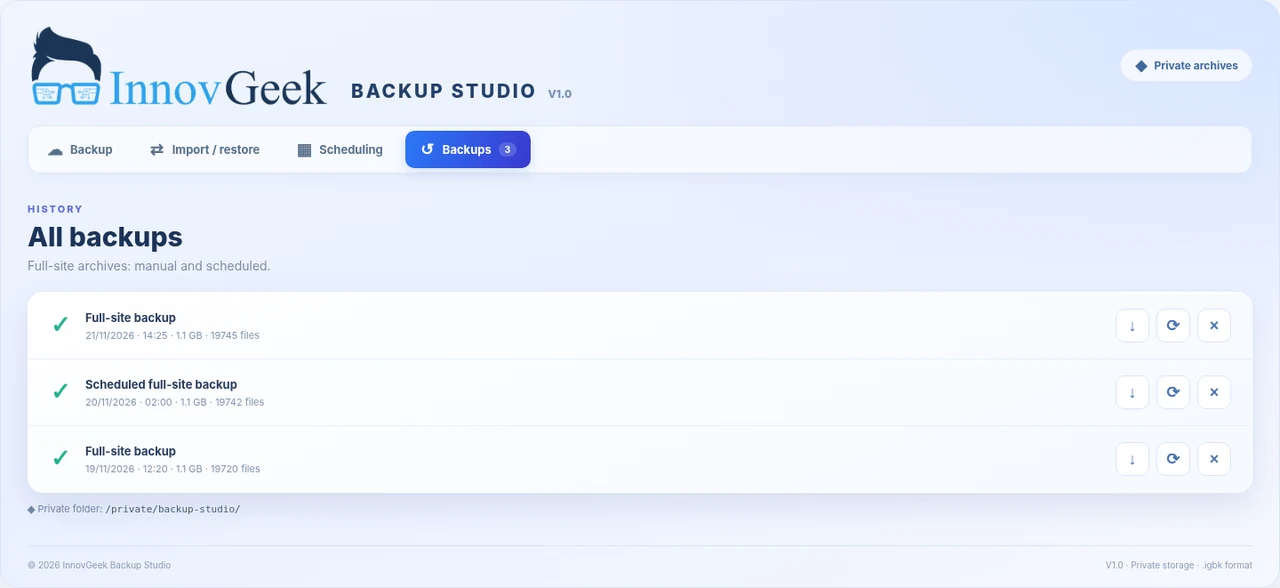 InnovGeek BACKUP STUDIO V1.0
Private archives
Backup Import / restore Scheduling Backups 3
HISTORY
All backups
Full-site archives: manual and scheduled.
Full-site backup
21/11/2026 · 14:25 · 1.1 GB · 19745 files
Scheduled full-site backup
20/11/2026 · 02:00 · 1.1 GB · 19742 files
Full-site backup
19/11/2026 · 12:20 · 1.1 GB · 19720 files
Private folder: /private/backup-studio/
© 2026 InnovGeek Backup Studio
V1.0 · Private storage · .igbk format